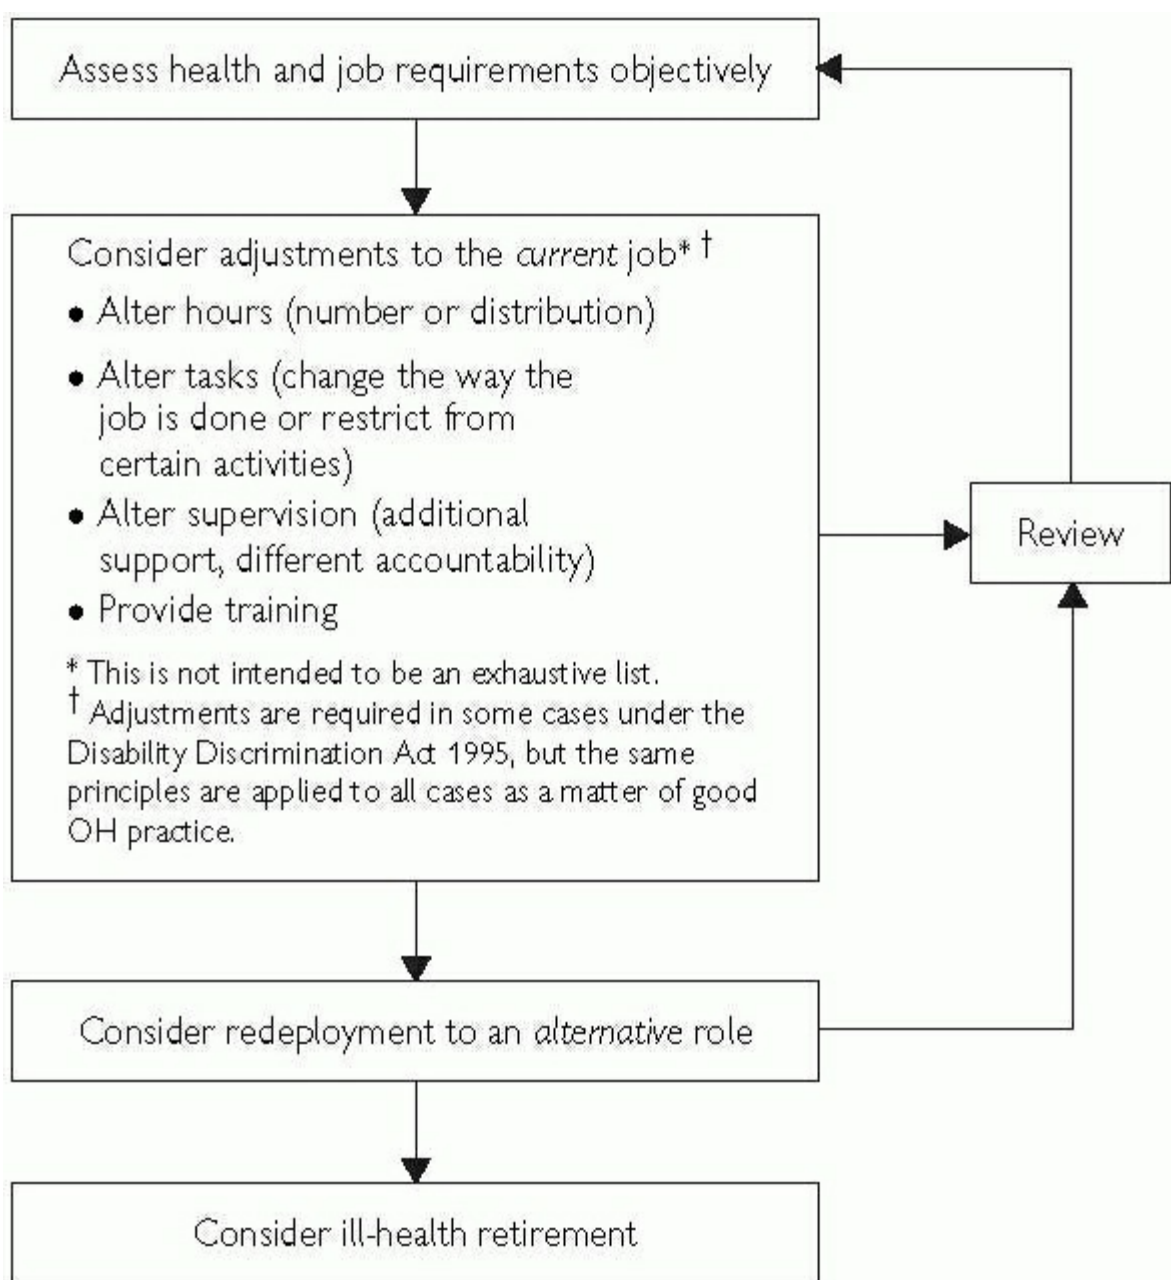 Assess health and job requirements objectively
Consider adjustments to the current job* †
• Alter hours (number or distribution)
• Alter tasks (change the way the
job is done or restrict from
certain activities)
• Alter supervision (additional
support, different accountability)
• Provide training
* This is not intended to be an exhaustive list.
† Adjustments are required in some cases under the
Disability Discrimination Act 1995, but the same
principles are applied to all cases as a matter of good
OH practice.
Review
Consider redeployment to an alternative role
Consider ill-health retirement